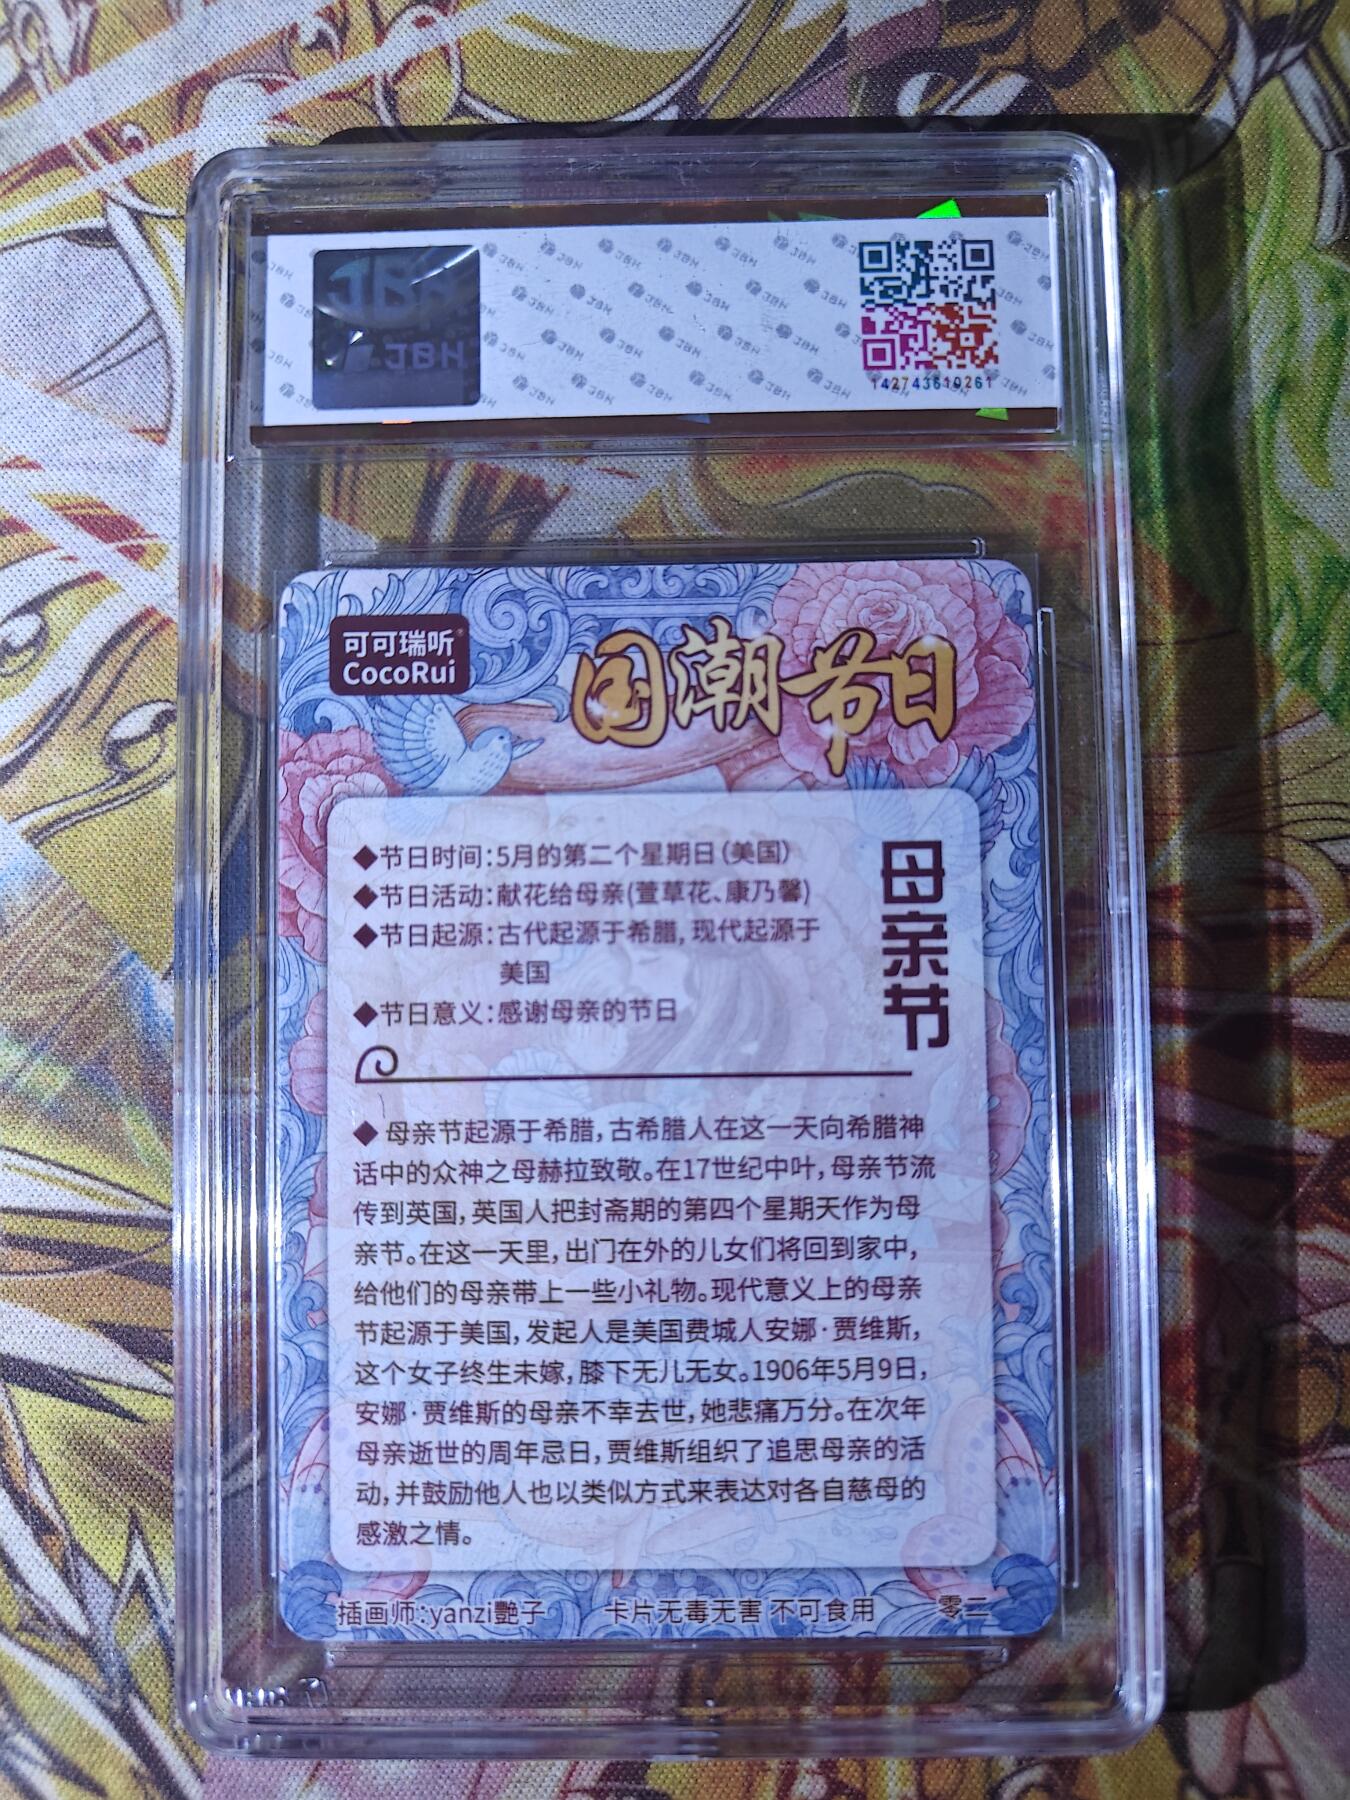 JBH
JBH
142743610261
可可瑞听®
CocoRui
国潮节日
母亲节
◆节日时间：5月的第二个星期日（美国）
◆节日活动：献花给母亲(萱草花、康乃馨)
◆节日起源：古代起源于希腊，现代起源于
美国
◆节日意义：感谢母亲的节日
◆ 母亲节起源于希腊，古希腊人在这一天向希腊神
话中的众神之母赫拉致敬。在17世纪中叶，母亲节流
传到英国，英国人把封斋期的第四个星期天作为母
亲节。在这一天里，出门在外的儿女们将回到家中，
给他们的母亲带上一些小礼物。现代意义上的母亲
节起源于美国，发起人是美国费城人安娜·贾维斯，
这个女子终生未嫁，膝下无儿无女。1906年5月9日，
安娜·贾维斯的母亲不幸去世，她悲痛万分。在次年
母亲逝世的周年忌日，贾维斯组织了追思母亲的活
动，并鼓励他人也以类似方式来表达对各自慈母的
感激之情。
插画师：yanzi艷子 卡片无毒无害 不可食用 零二